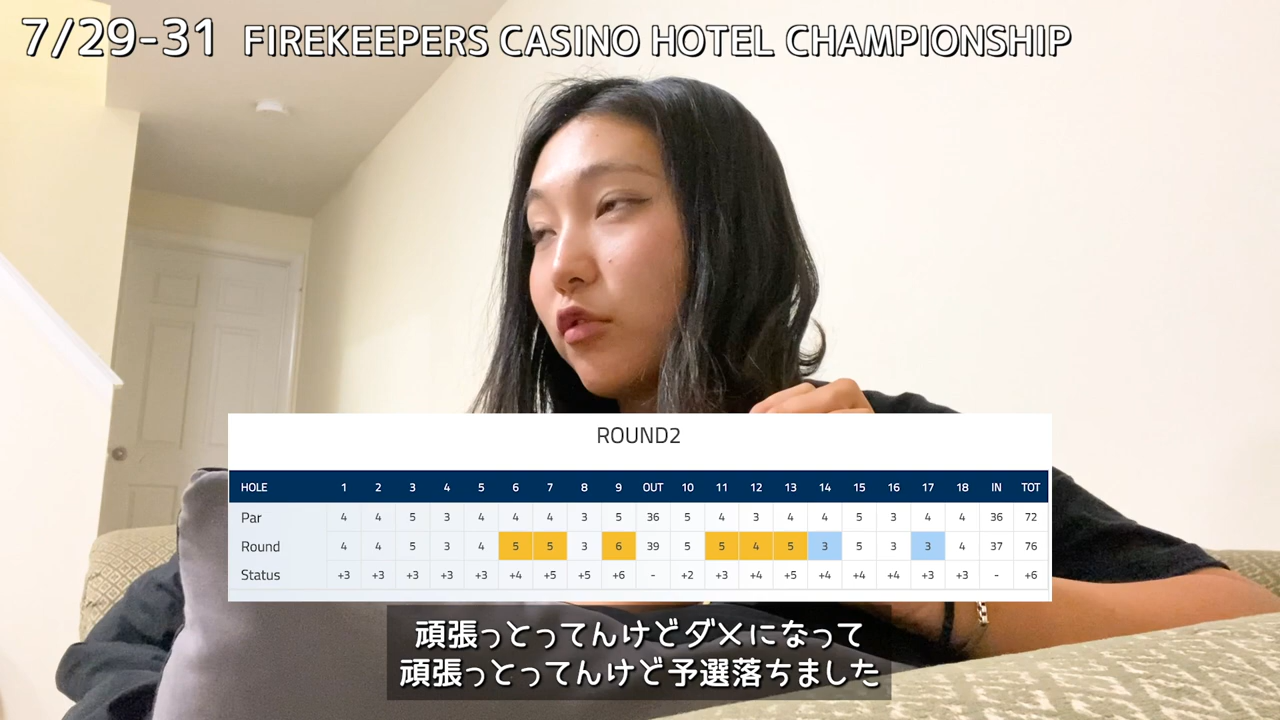 7/29-31 FIREKEEPERS CASINO HOTEL CHAMPIONSHIP
ROUND2
HOLE 1 2 3 4 5 6 7 8 9 OUT 10 11 12 13 14 15 16 17 18 IN TOT
Par 4 4 5 3 4 4 4 3 5 36 5 4 3 4 4 5 3 4 4 36 72
Round 4 4 5 3 4 5 5 3 6 39 5 5 4 5 3 5 3 3 4 37 76
Status +3 +3 +3 +3 +3 +4 +5 +5 +6 - +2 +3 +4 +5 +4 +4 +4 +3 +3 - +6
頑張っとってんけどダメになって
頑張っとってんけど予選落ちました